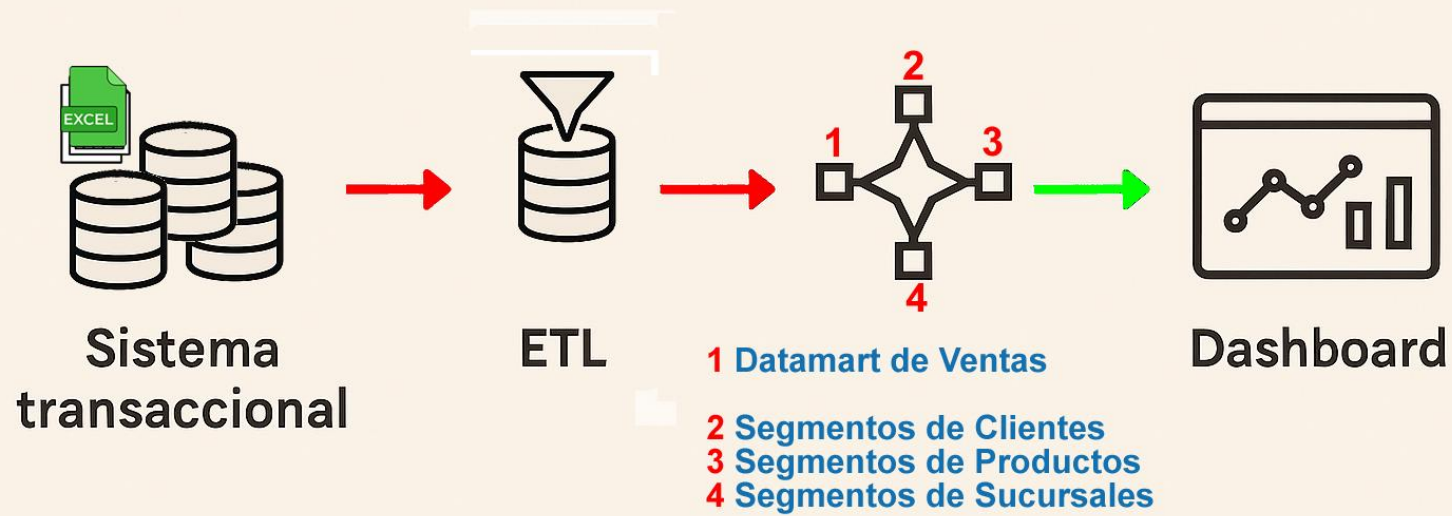 EXCEL
2
1
3
4
Sistema
transaccional
ETL
1 Datamart de Ventas
2 Segmentos de Clientes
3 Segmentos de Productos
4 Segmentos de Sucursales
Dashboard